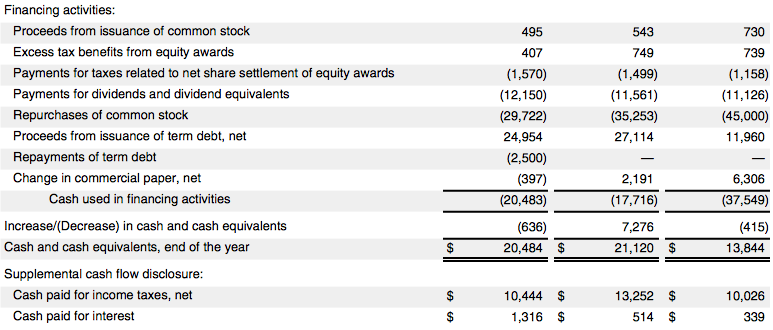 Financing activities:
Proceeds from issuance of common stock 495 543 730
Excess tax benefits from equity awards 407 749 739
Payments for taxes related to net share settlement of equity awards (1,570) (1,499) (1,158)
Payments for dividends and dividend equivalents (12,150) (11,561) (11,126)
Repurchases of common stock (29,722) (35,253) (45,000)
Proceeds from issuance of term debt, net 24,954 27,114 11,960
Repayments of term debt (2,500) — —
Change in commercial paper, net (397) 2,191 6,306
Cash used in financing activities (20,483) (17,716) (37,549)
Increase/(Decrease) in cash and cash equivalents (636) 7,276 (415)
Cash and cash equivalents, end of the year $ 20,484 $ 21,120 $ 13,844
Supplemental cash flow disclosure:
Cash paid for income taxes, net $ 10,444 $ 13,252 $ 10,026
Cash paid for interest $ 1,316 $ 514 $ 339